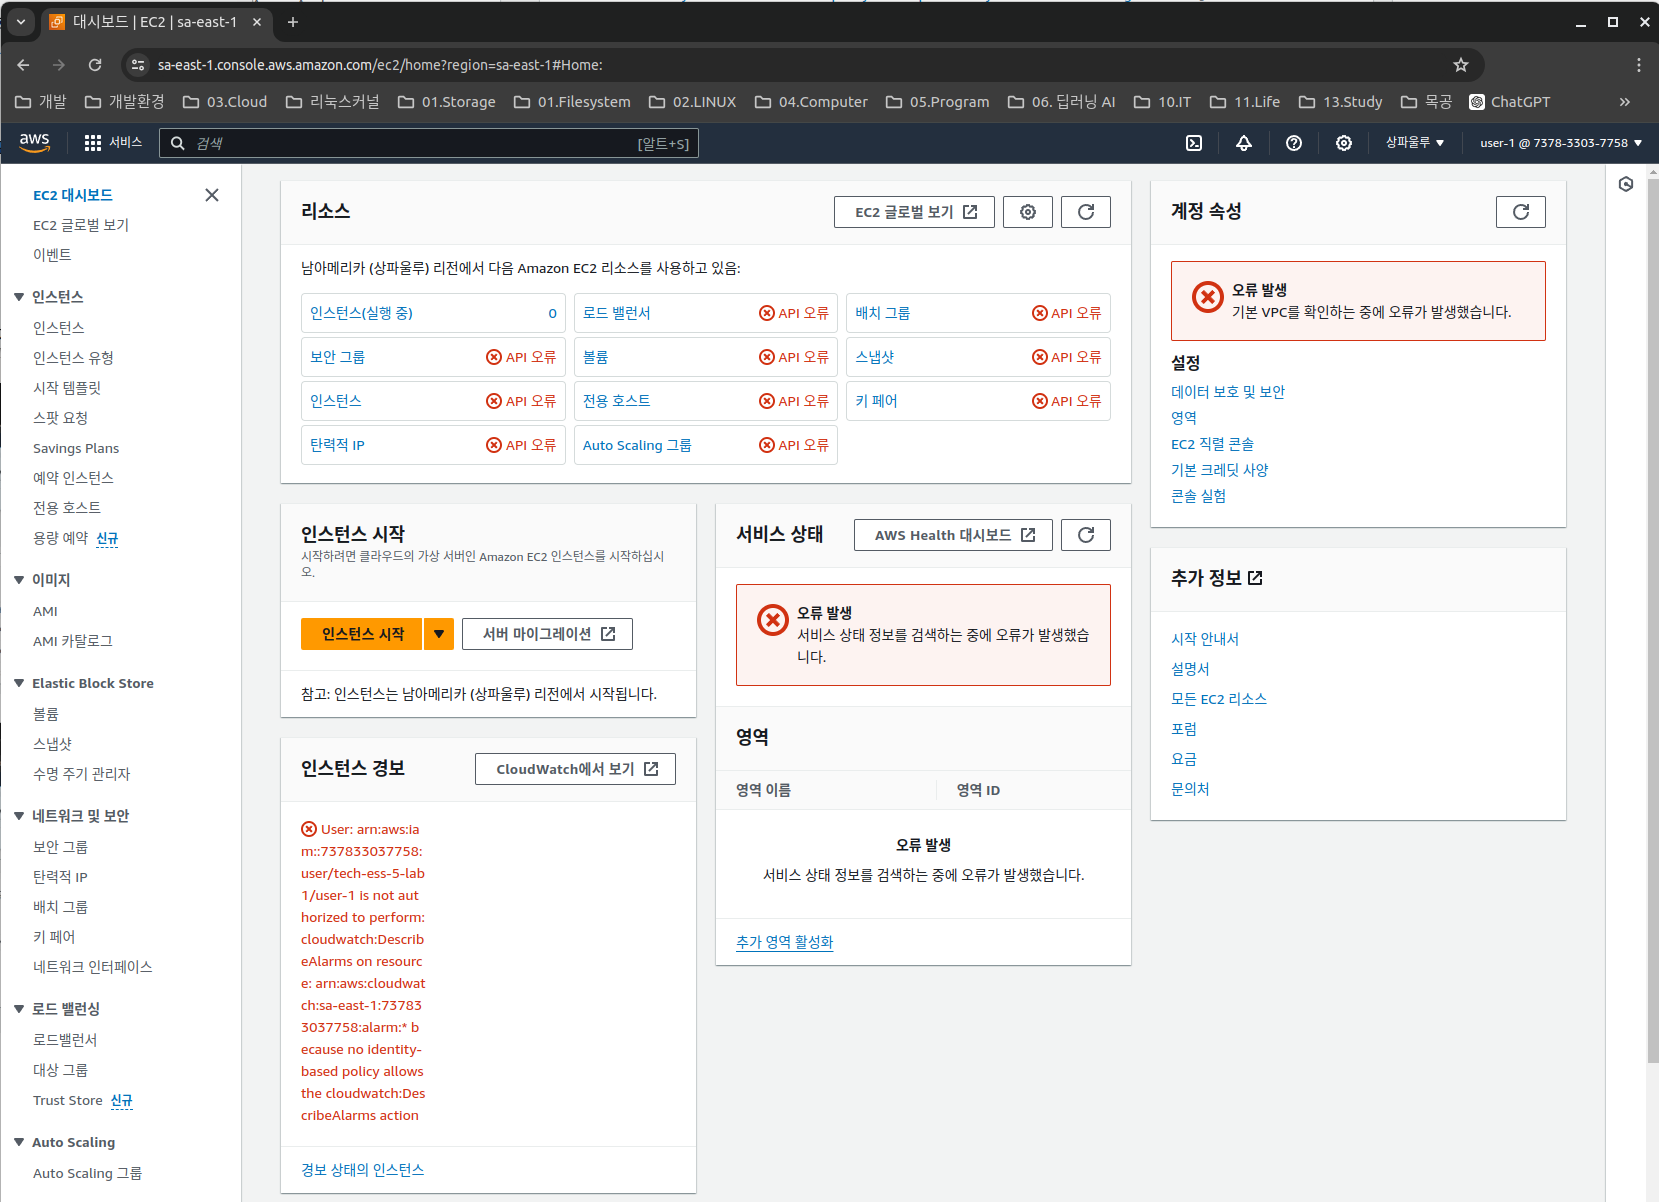 대시보드 | EC2 | sa-east-1
sa-east-1.console.aws.amazon.com/ec2/home?region=sa-east-1#Home:
개발 개발환경 03.Cloud 리눅스커널 01.Storage 01.Filesystem 02.LINUX 04.Computer 05.Program 06. 딥러닝 AI 10.IT 11.Life 13.Study 목공 ChatGPT »
aws 서비스 검색 [알트+S] 상파울루 user-1 @ 7378-3303-7758
EC2 대시보드
EC2 글로벌 보기
이벤트
인스턴스
인스턴스
인스턴스 유형
시작 템플릿
스팟 요청
Savings Plans
예약 인스턴스
전용 호스트
용량 예약 신규
이미지
AMI
AMI 카탈로그
Elastic Block Store
볼륨
스냅샷
수명 주기 관리자
네트워크 및 보안
보안 그룹
탄력적 IP
배치 그룹
키 페어
네트워크 인터페이스
로드 밸런싱
로드밸런서
대상 그룹
Trust Store 신규
Auto Scaling
Auto Scaling 그룹
리소스
EC2 글로벌 보기
남아메리카 (상파울루) 리전에서 다음 Amazon EC2 리소스를 사용하고 있음:
인스턴스(실행 중) 0 로드 밸런서 API 오류 배치 그룹 API 오류
보안 그룹 API 오류 볼륨 API 오류 스냅샷 API 오류
인스턴스 API 오류 전용 호스트 API 오류 키 페어 API 오류
탄력적 IP API 오류 Auto Scaling 그룹 API 오류
인스턴스 시작
시작하려면 클라우드의 가상 서버인 Amazon EC2 인스턴스를 시작하십시
오.
인스턴스 시작 서버 마이그레이션
참고: 인스턴스는 남아메리카 (상파울루) 리전에서 시작됩니다.
인스턴스 경보 CloudWatch에서 보기
User: arn:aws:ia
m::737833037758:
user/tech-ess-5-lab
1/user-1 is not aut
horized to perform:
cloudwatch:Describ
eAlarms on resourc
e: arn:aws:cloudwat
ch:sa-east-1:73783
3037758:alarm:* b
ecause no identity-
based policy allows
the cloudwatch:Des
cribeAlarms action
경보 상태의 인스턴스
서비스 상태 AWS Health 대시보드
오류 발생
서비스 상태 정보를 검색하는 중에 오류가 발생했습
니다.
영역
영역 이름 영역 ID
오류 발생
서비스 상태 정보를 검색하는 중에 오류가 발생했습니다.
추가 영역 활성화
계정 속성
오류 발생
기본 VPC를 확인하는 중에 오류가 발생했습니다.
설정
데이터 보호 및 보안
영역
EC2 직렬 콘솔
기본 크레딧 사양
콘솔 실험
추가 정보
시작 안내서
설명서
모든 EC2 리소스
포럼
요금
문의처